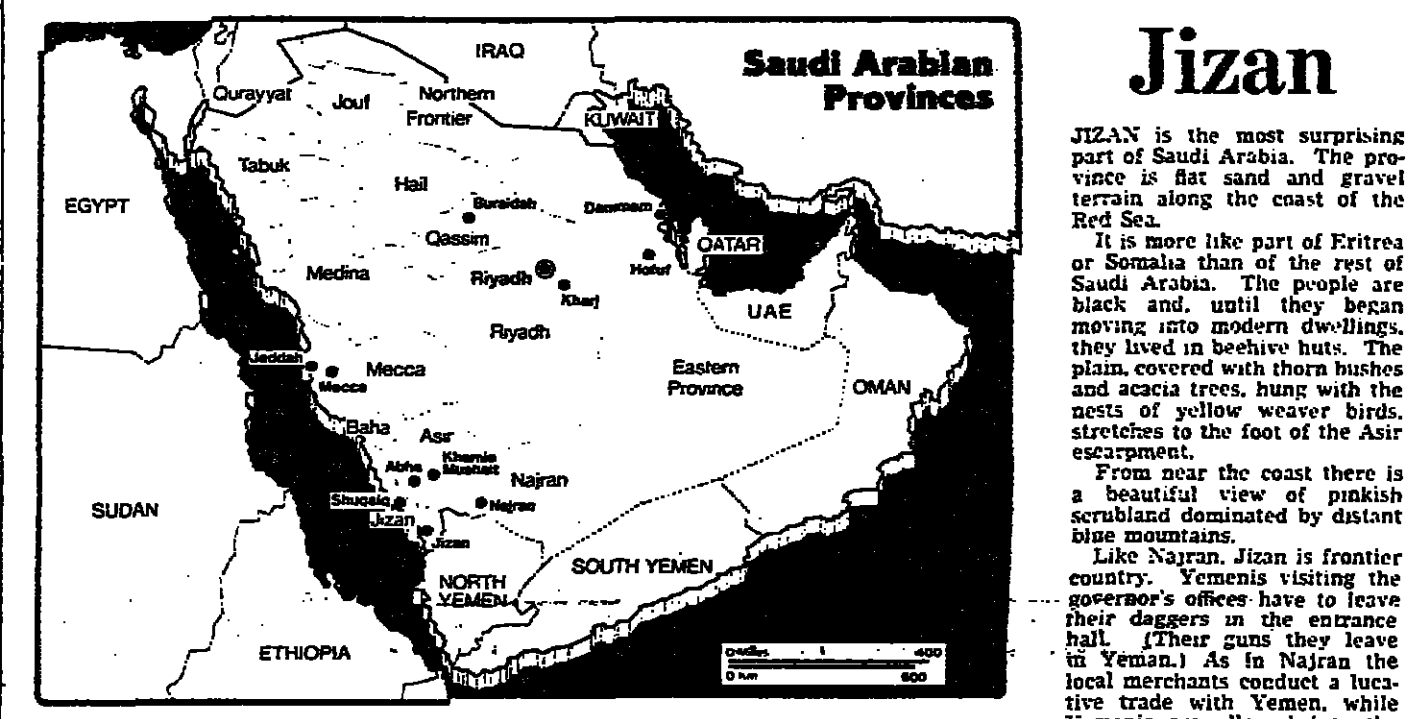 Saudi Arabian
Provinces
IRAQ
Qurayyat
Jouf
Northern
Frontier
KUWAIT
Tabuk
Hail
EGYPT
Buraidah
Dammam
Qassim
QATAR
Medina
Riyadh
Hofuf
Kharj
UAE
Riyadh
Jeddah
Mecca
Mecca
Eastern
Province
OMAN
Baha
Asir
Khamis
Mushait
Abha
Najran
Shuqaiq
Najran
SUDAN
Jizan
Jizan
SOUTH YEMEN
NORTH
YEMEN
ETHIOPIA
0 miles 400
0 km 600
Jizan
JIZAN is the most surprising
part of Saudi Arabia. The pro-
vince is flat sand and gravel
terrain along the coast of the
Red Sea.
It is more like part of Eritrea
or Somalia than of the rest of
Saudi Arabia. The people are
black and, until they began
moving into modern dwellings,
they lived in beehive huts. The
plain, covered with thorn bushes
and acacia trees, hung with the
nests of yellow weaver birds,
stretches to the foot of the Asir
escarpment.
From near the coast there is
a beautiful view of pinkish
scrubland dominated by distant
blue mountains.
Like Najran, Jizan is frontier
country. Yemenis visiting the
governor's offices have to leave
their daggers in the entrance
hall. (Their guns they leave
in Yeman.) As in Najran the
local merchants conduct a luca-
tive trade with Yemen, while